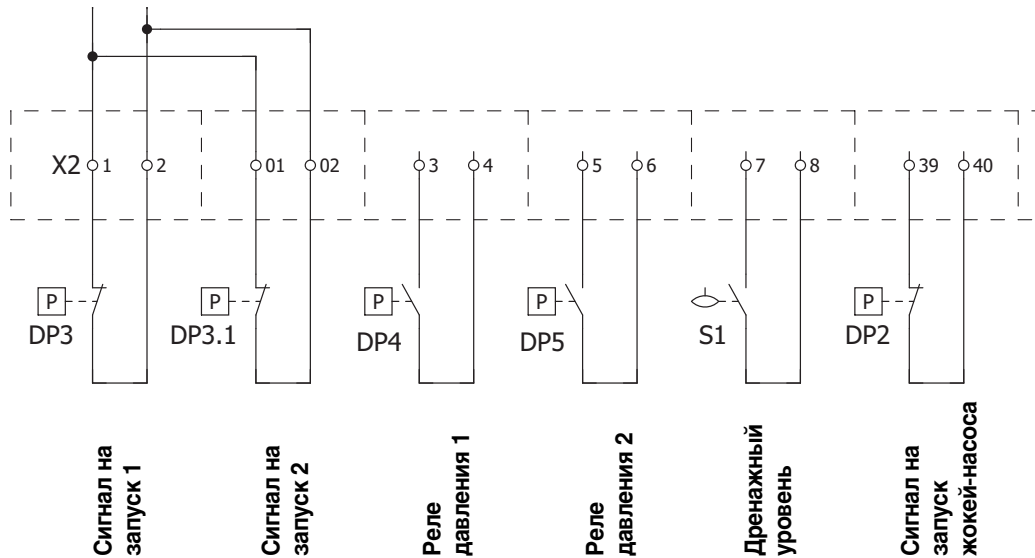 X2 1 2 01 02 3 4 5 6 7 8 39 40
P P P P P
DP3 DP3.1 DP4 DP5 S1 DP2
Сигнал на
запуск 1
Сигнал на
запуск 2
Реле
давления 1
Реле
давления 2
Дренажный
уровень
Сигнал на
запуск
жокей-насоса